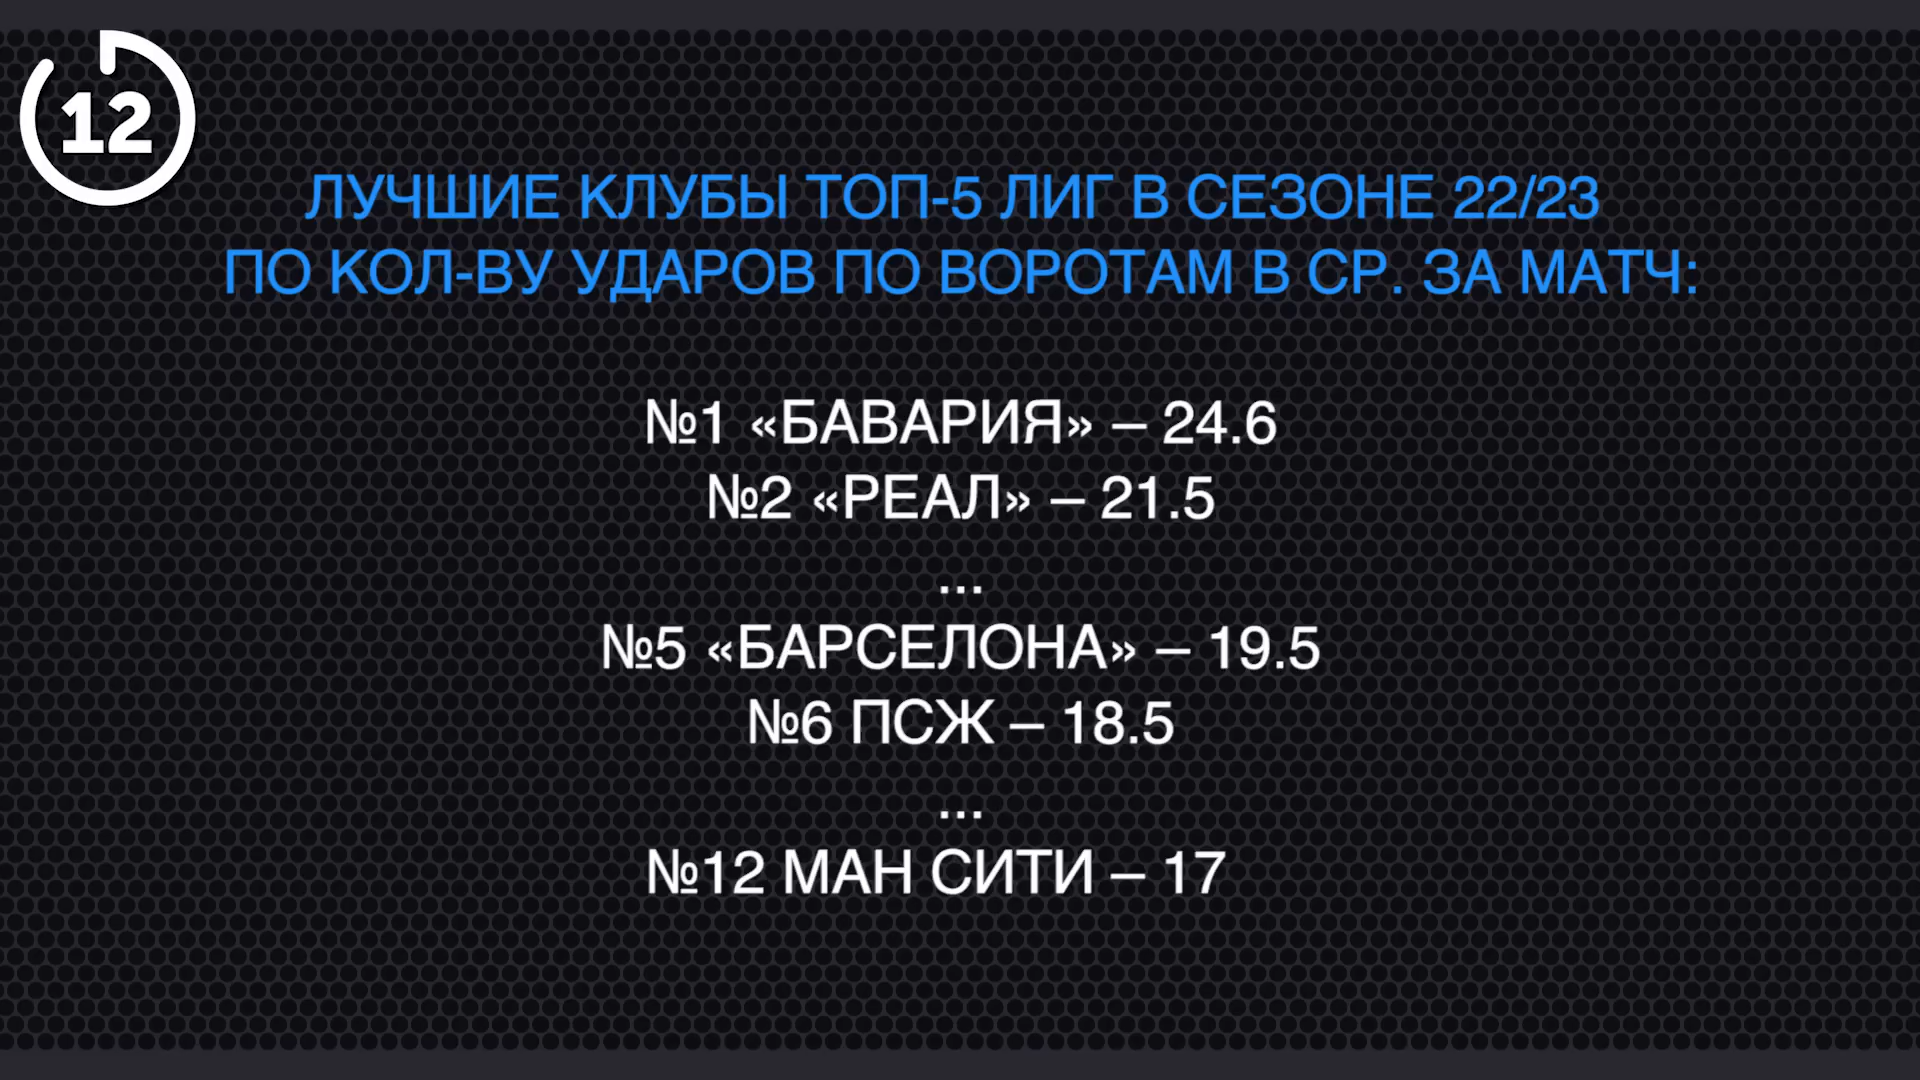 12
ЛУЧШИЕ КЛУБЫ ТОП-5 ЛИГ В СЕЗОНЕ 22/23
ПО КОЛ-ВУ УДАРОВ ПО ВОРОТАМ В СР. ЗА МАТЧ:
№1 «БАВАРИЯ» – 24.6
№2 «РЕАЛ» – 21.5
...
№5 «БАРСЕЛОНА» – 19.5
№6 ПСЖ – 18.5
...
№12 МАН СИТИ – 17